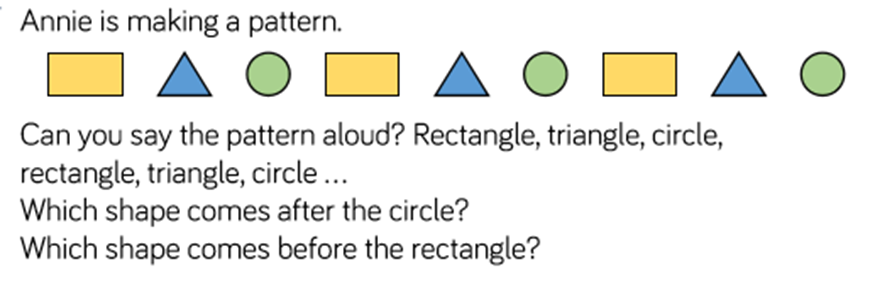 Annie is making a pattern.
Can you say the pattern aloud? Rectangle, triangle, circle,
rectangle, triangle, circle ...
Which shape comes after the circle?
Which shape comes before the rectangle?